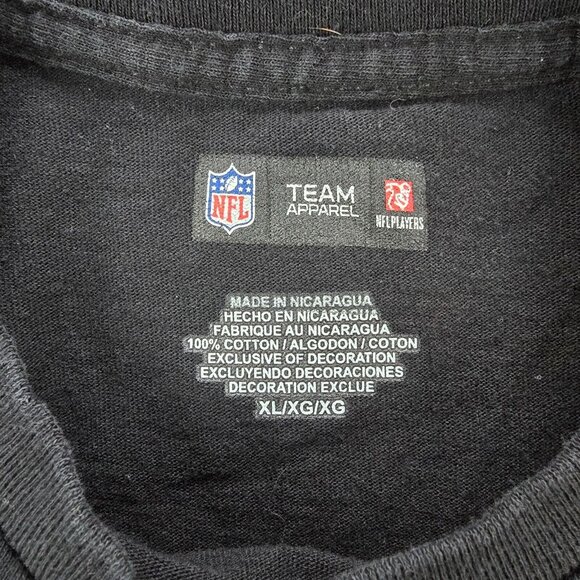 NFL
TEAM
APPAREL
NFLPLAYERS
MADE IN NICARAGUA
HECHO EN NICARAGUA
FABRIQUE AU NICARAGUA
100% COTTON / ALGODON / COTON
EXCLUSIVE OF DECORATION
EXCLUYENDO DECORACIONES
DECORATION EXCLUE
XL/XG/XG